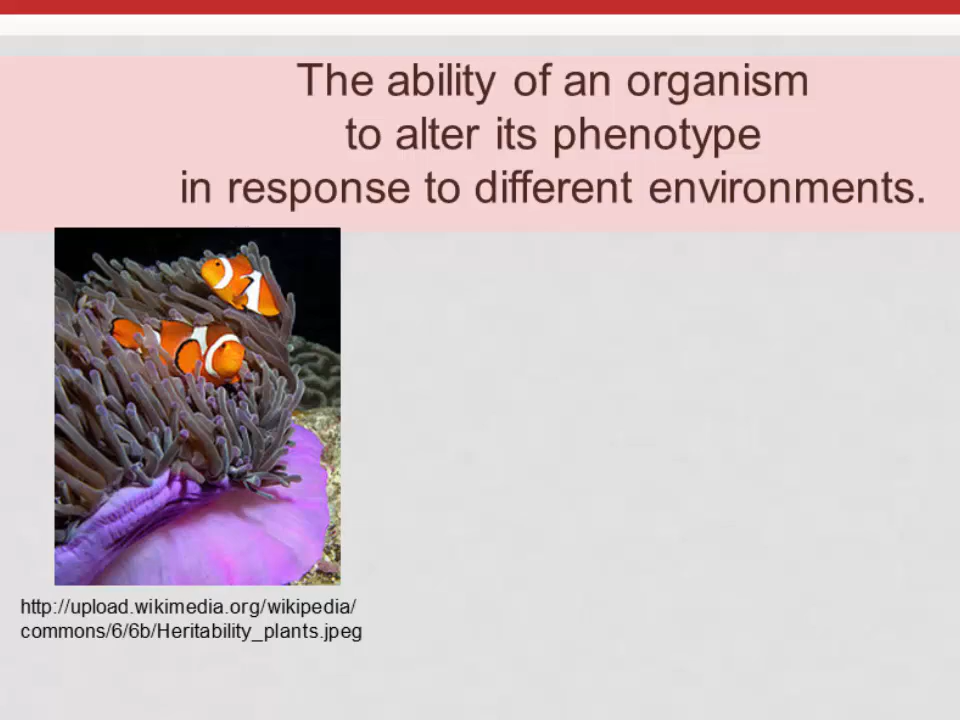 The ability of an organism
to alter its phenotype
in response to different environments.
http://upload.wikimedia.org/wikipedia/
commons/6/6b/Heritability_plants.jpeg